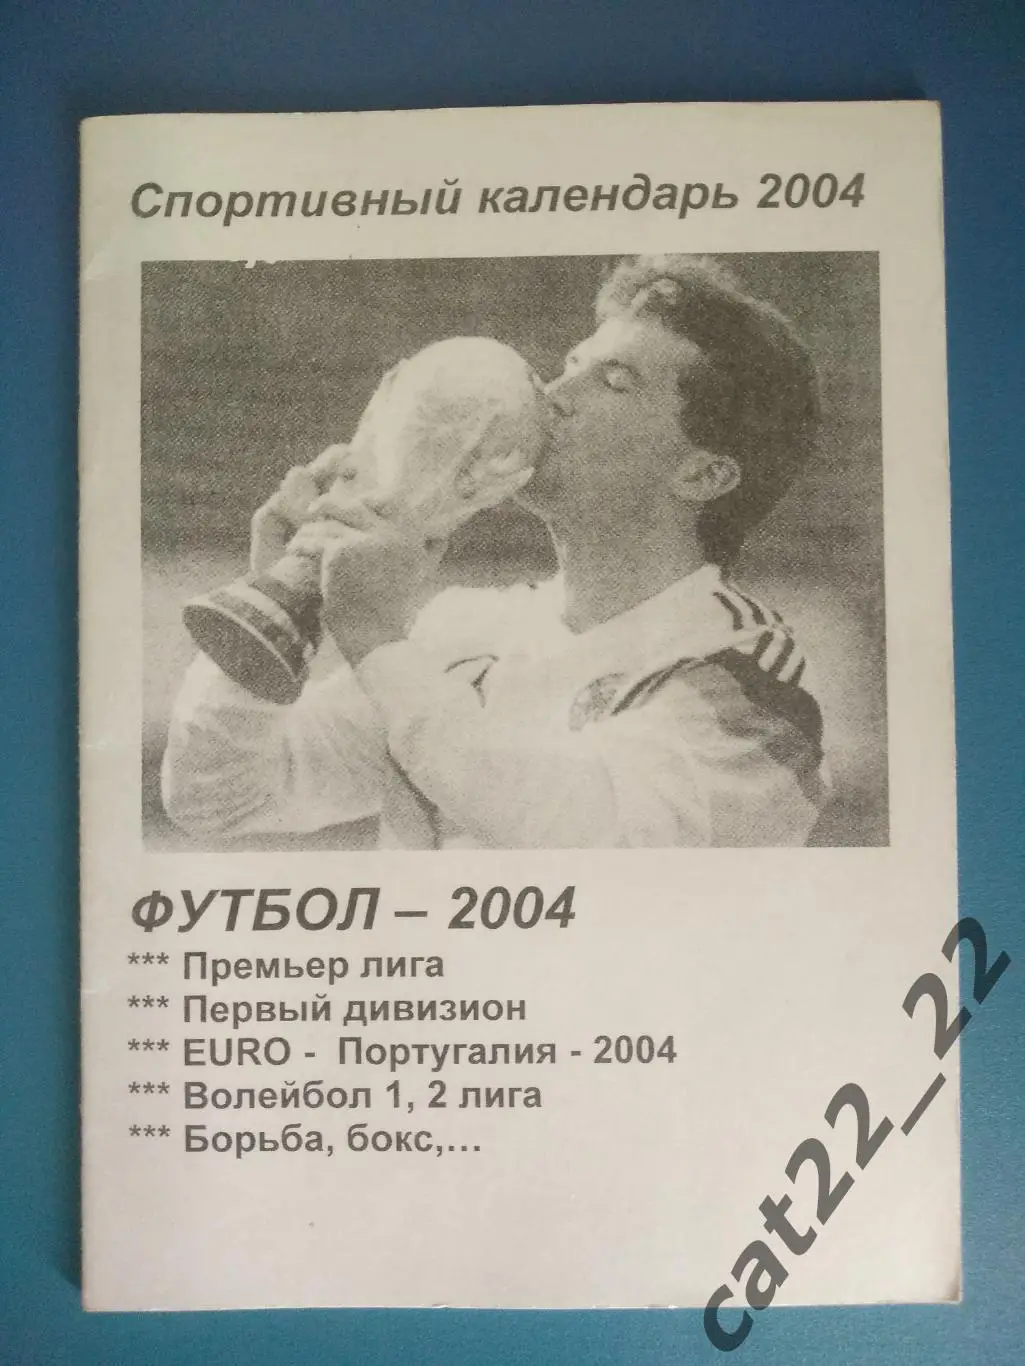 Спортивный календарь 2004
ФУТБОЛ – 2004
*** Премьер лига
*** Первый дивизион
*** EURO - Португалия - 2004
*** Волейбол 1, 2 лига
*** Борьба, бокс,...
cat22_22